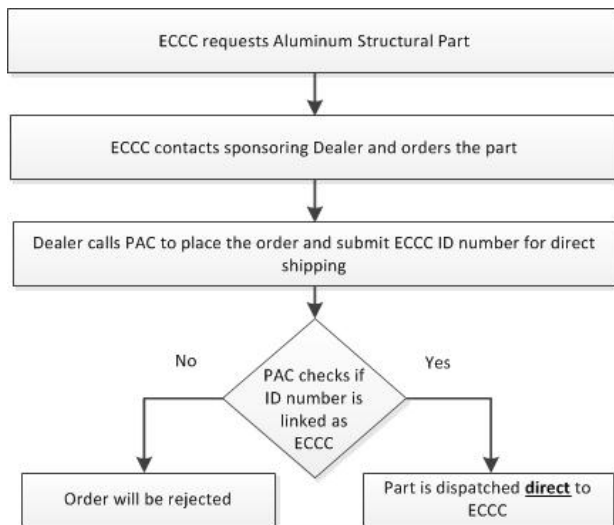 ECCC requests Aluminum Structural Part
ECCC contacts sponsoring Dealer and orders the part
Dealer calls PAC to place the order and submit ECCC ID number for direct
shipping
No
Yes
PAC checks if
ID number is
linked as
ECCC
Order will be rejected
Part is dispatched direct to
ECCC